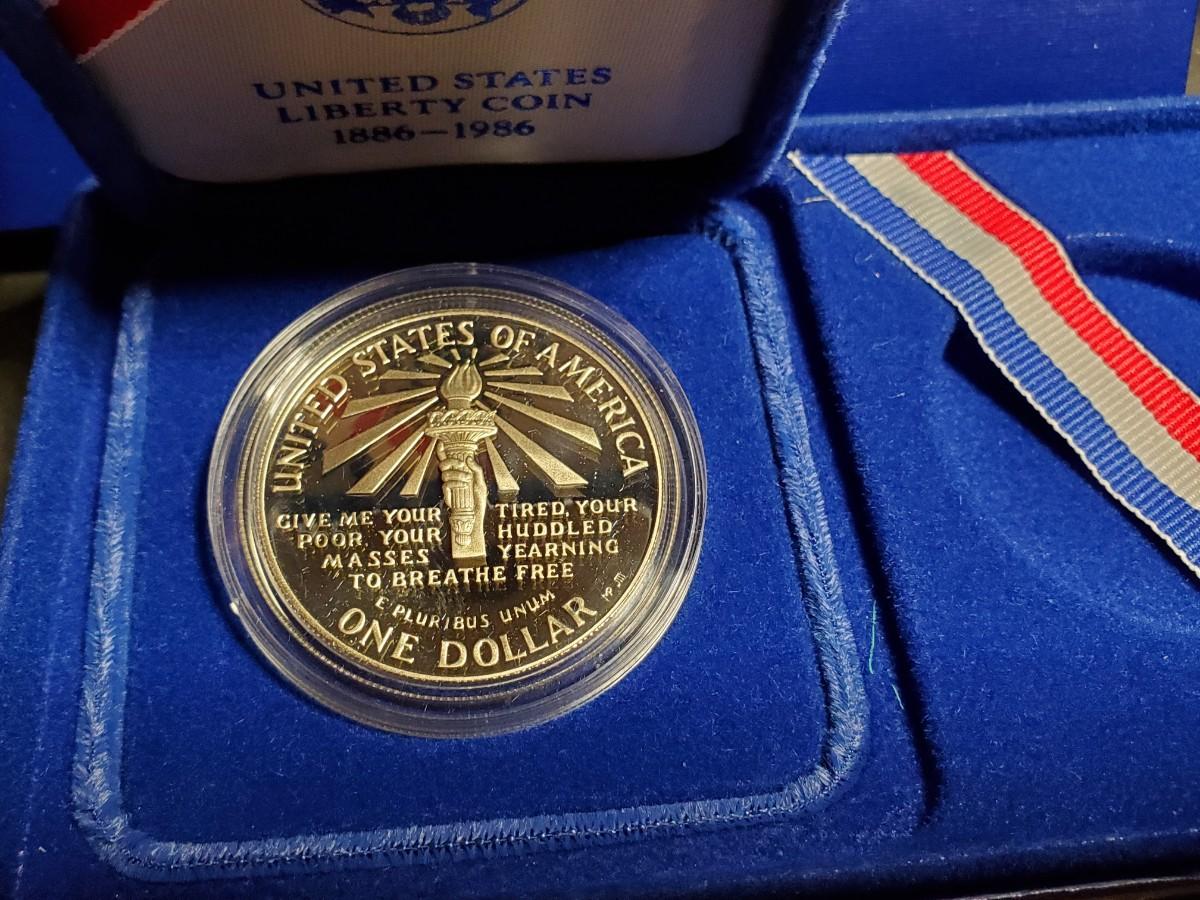 UNITED STATES
LIBERTY COIN
1886–1986
UNITED STATES OF AMERICA
GIVE ME YOUR TIRED, YOUR
POOR, YOUR HUDDLED
MASSES YEARNING
TO BREATHE FREE
E PLURIBUS UNUM
ONE DOLLAR